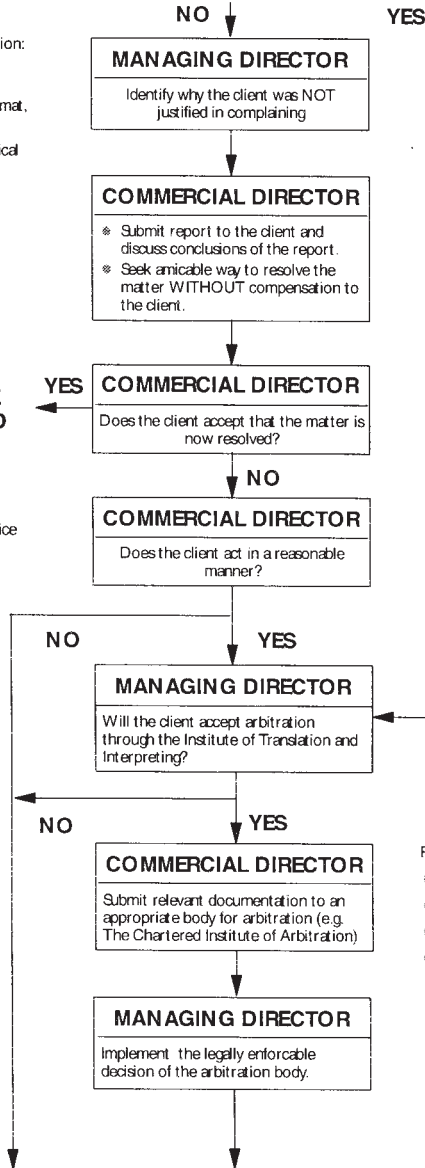 NO
YES
ion:
MANAGING DIRECTOR
Identify why the client was NOT
justified in complaining
mat,
ical
COMMERCIAL DIRECTOR
Submit report to the client and
discuss conclusions of the report.
Seek amicable way to resolve the
matter WITHOUT compensation to
the client.
YES
COMMERCIAL DIRECTOR
Does the client accept that the matter is
now resolved?
NO
COMMERCIAL DIRECTOR
Does the client act in a reasonable
manner?
ice
NO
YES
MANAGING DIRECTOR
Will the client accept arbitration
through the Institute of Translation and
Interpreting?
NO
YES
COMMERCIAL DIRECTOR
Submit relevant documentation to an
appropriate body for arbitration (e.g.
The Chartered Institute of Arbitration)
MANAGING DIRECTOR
Implement the legally enforcable
decision of the arbitration body.